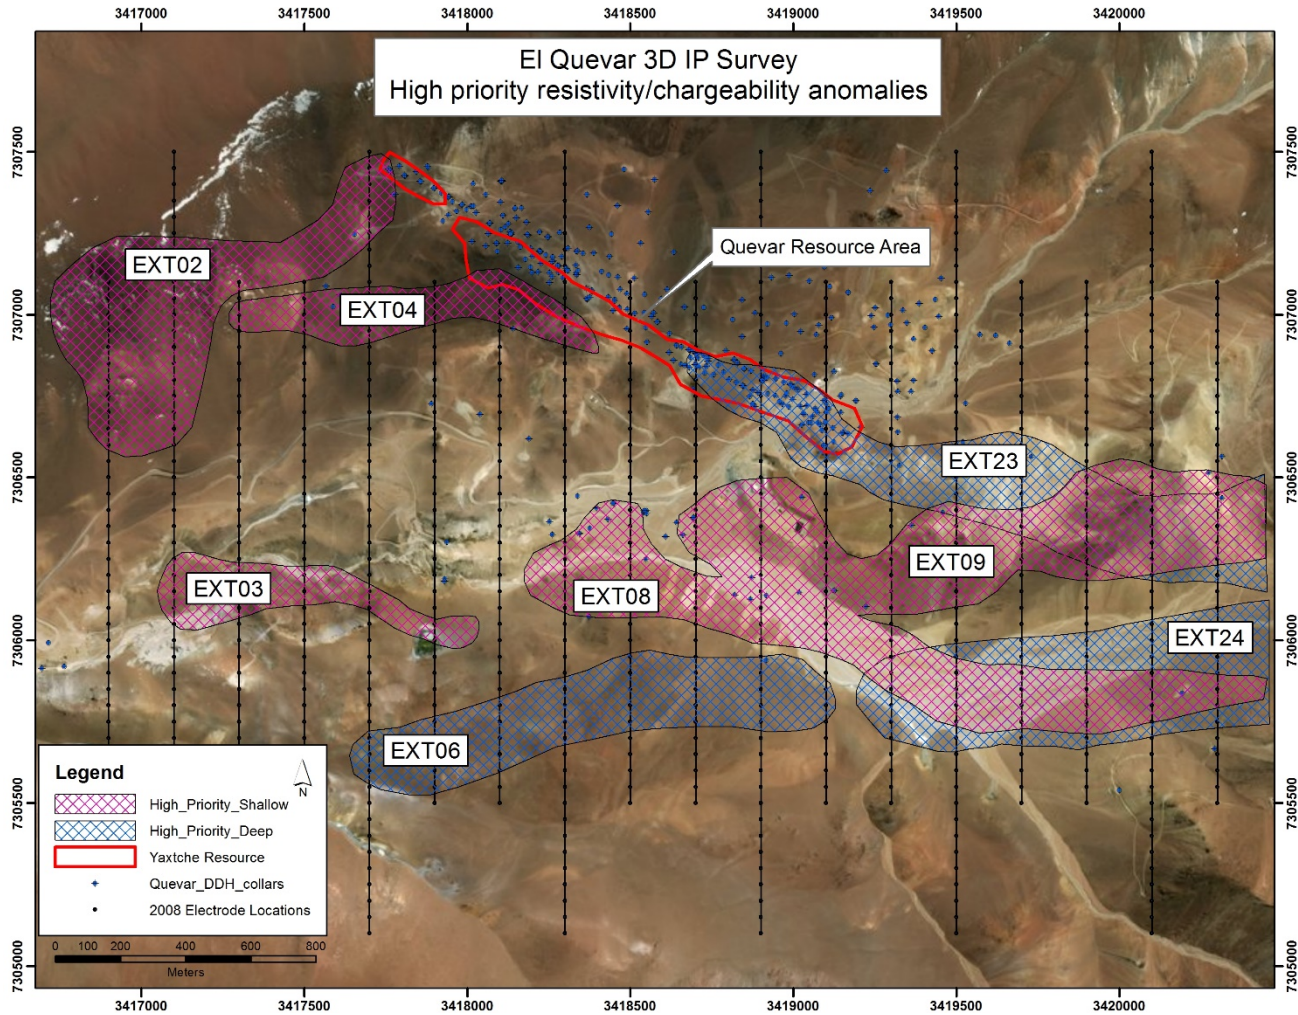 3417000 3417500 3418000 3418500 3419000 3419500 3420000
El Quevar 3D IP Survey
High priority resistivity/chargeability anomalies
7307500 7307500
Quevar Resource Area
EXT02
7307000 7307000
EXT04
EXT23
7306500 7306500
EXT09
EXT03
EXT08
7306000 7306000
EXT24
EXT06
Legend
N
High_Priority_Shallow
7305500 7305500
High_Priority_Deep
Yaxtche Resource
Quevar_DDH_collars
2008 Electrode Locations
0 100 200 400 600 800
Meters
7305000 7305000
3417000 3417500 3418000 3418500 3419000 3419500 3420000